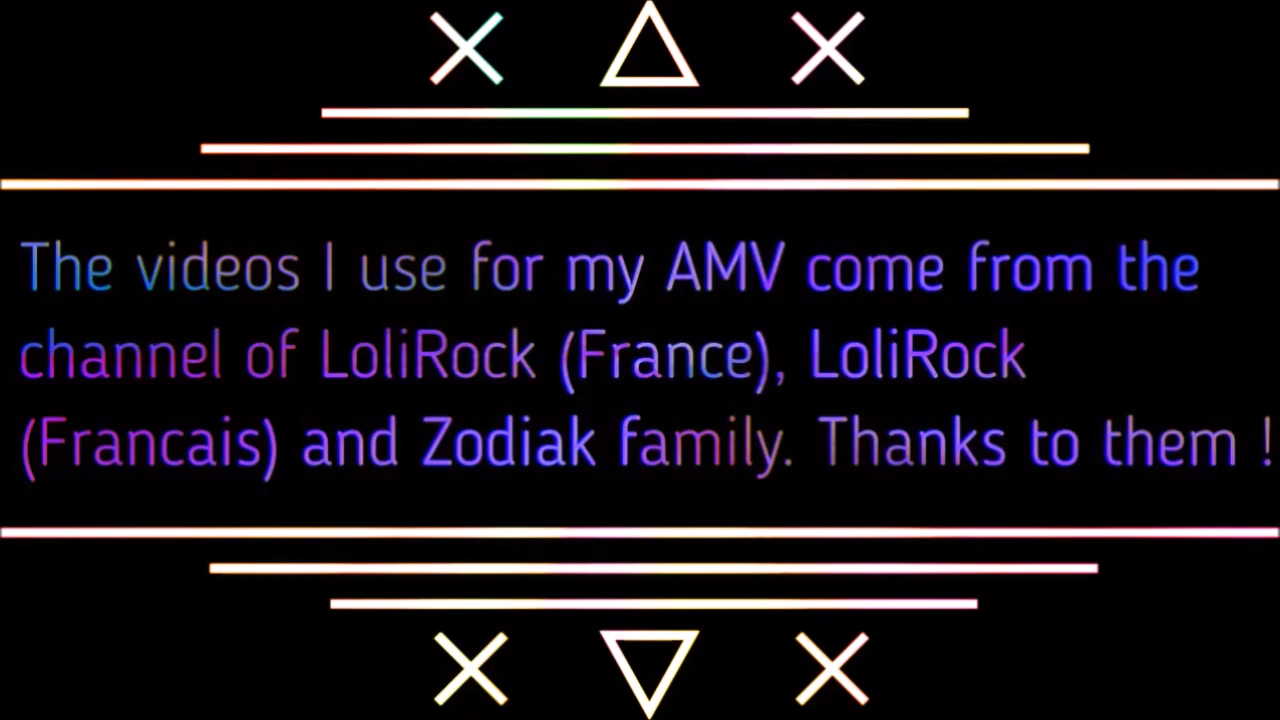 The videos I use for my AMV come from the
channel of LoliRock (France), LoliRock
(Francais) and Zodiak family. Thanks to them !